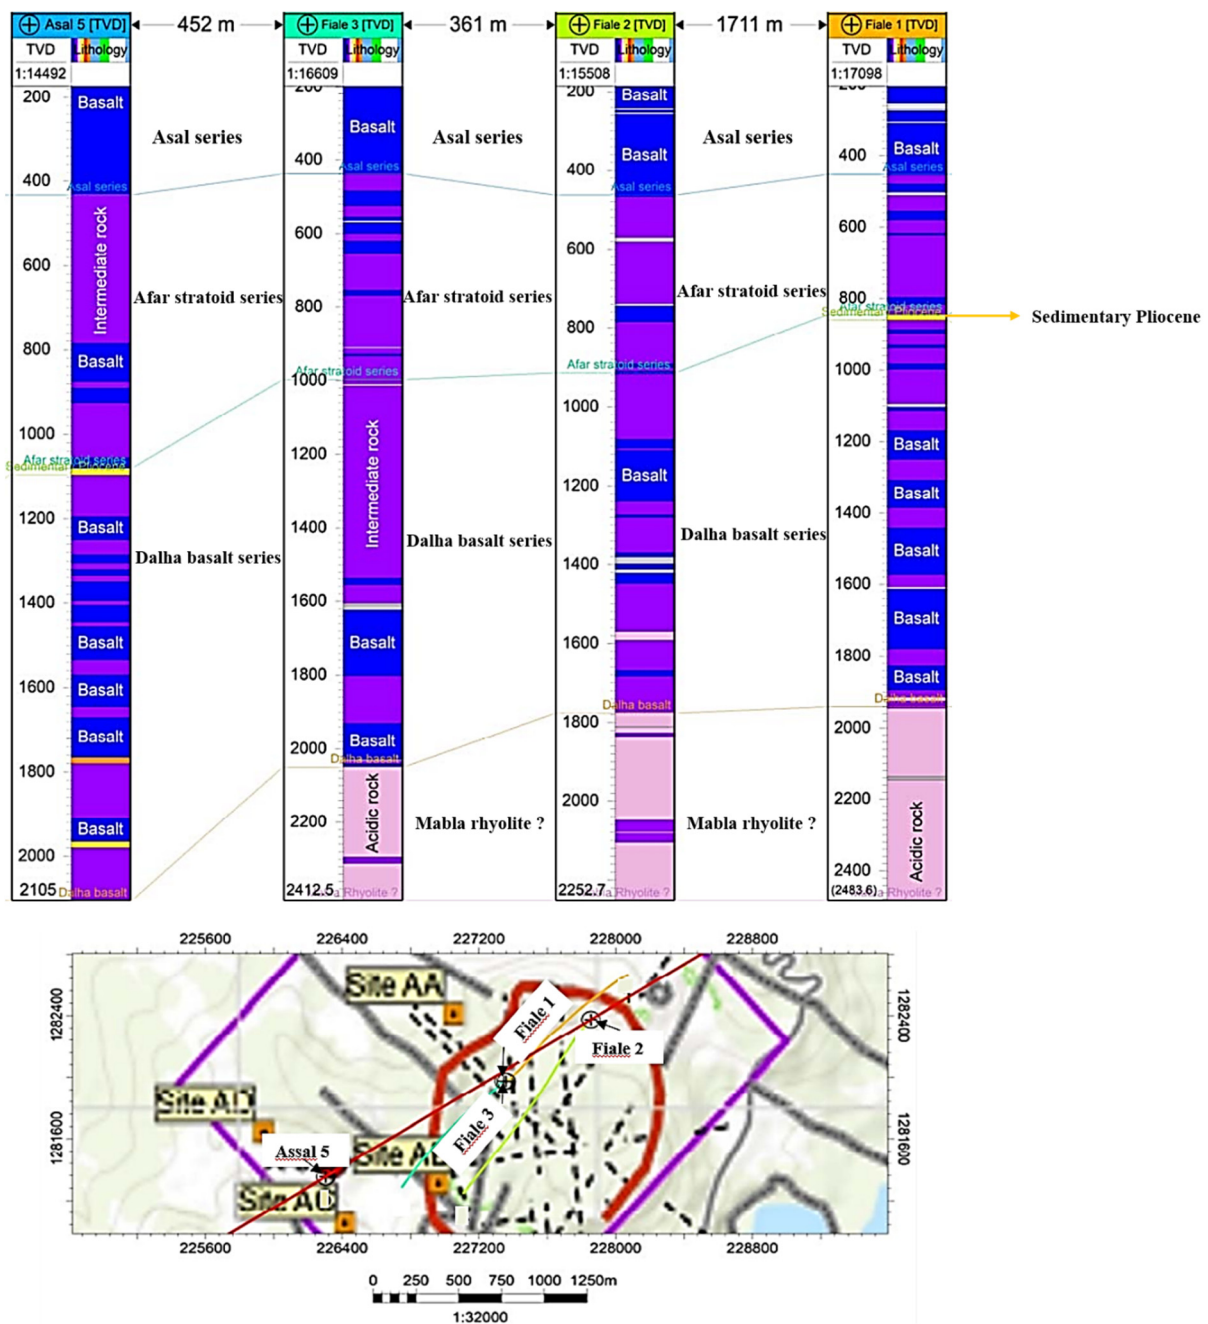 Asal 5 [TVD]
452 m
Fiale 3 [TVD]
361 m
Fiale 2 [TVD]
1711 m
Fiale 1 [TVD]
TVD
Lithology
TVD
Lithology
TVD
Lithology
TVD
Lithology
1:14492
1:16609
1:15508
1:17098
200
Basalt
400
Asal series
Intermediate rock
600
800
Basalt
1000
Afar stratoid series
Sedimentary Pliocene
1200
Basalt
1400
Basalt
1600
Basalt
Basalt
1800
Basalt
2000
2105
Dalha basalt
Asal series
Afar stratoid series
Dalha basalt series
200
Basalt
400
Asal series
600
800
Afar stratoid series
1000
1200
Intermediate rock
1400
1600
Basalt
1800
Basalt
2000
Dalha basalt
Acidic rock
2200
2412.5
Rhyolite ?
Asal series
Afar stratoid series
Dalha basalt series
Mabla rhyolite ?
200
Basalt
Basalt
400
Asal series
600
800
Afar stratoid series
1000
Basalt
1200
1400
1600
Dalha basalt
1800
2000
2252.7
Asal series
Afar stratoid series
Dalha basalt series
Mabla rhyolite ?
200
Basalt
400
Asal series
600
800
Afar stratoid series
Sedimentary Pliocene
1000
1200
Basalt
Basalt
1400
Basalt
1600
Basalt
1800
Basalt
Dalha basalt
2000
2200
Acidic rock
2400
(2483.6)
Rhyolite ?
Sedimentary Pliocene
225600
226400
227200
228000
228800
1282400
1281600
1282400
1281600
Site AA
Fiale 1
Fiale 2
Site AD
Fiale 3
Assal 5
Site AC
225600
226400
227200
228000
228800
0 250 500 750 1000 1250m
1:32000